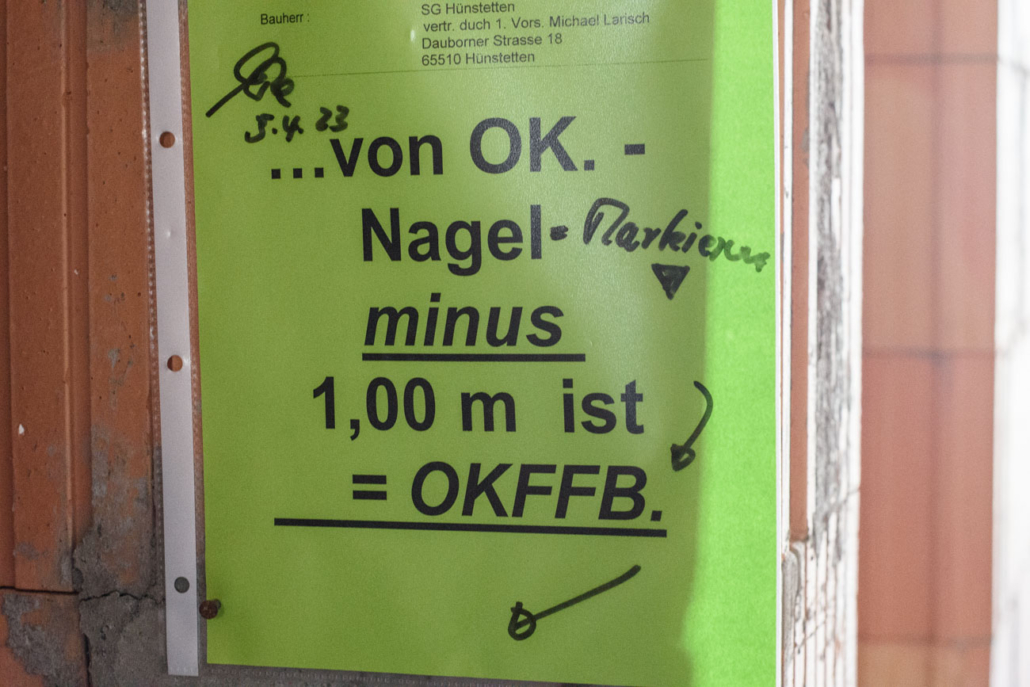 SG Hünstetten
Bauherr : vertr. duch 1. Vors. Michael Larisch
Dauborner Strasse 18
65510 Hünstetten
5.4.23
...von OK. -
Nagel- Markierung
minus
1,00 m ist
= OKFFB.